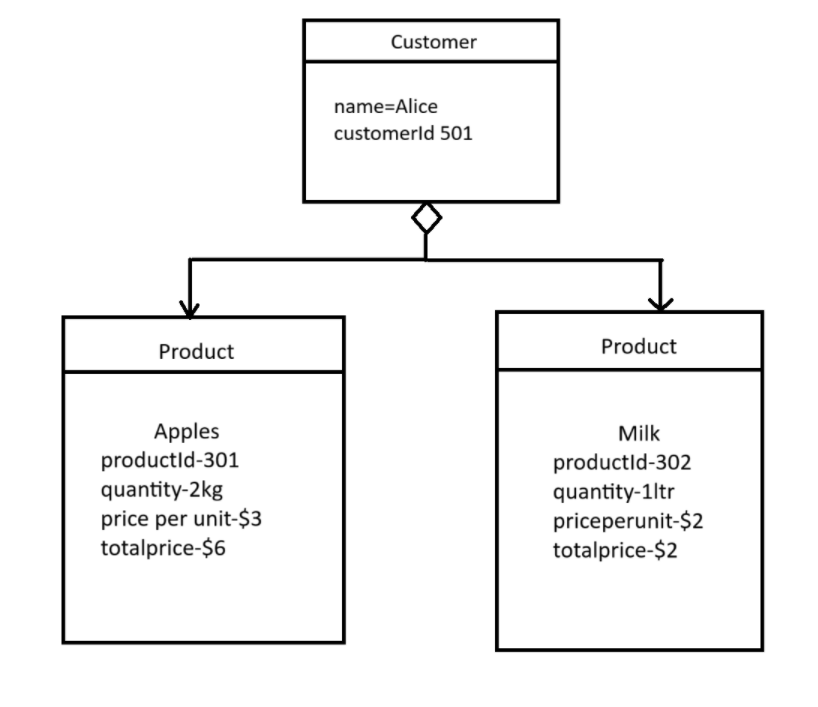 Customer
name=Alice
customerId 501
Product
Apples
productId-301
quantity-2kg
price per unit-$3
totalprice-$6
Product
Milk
productId-302
quantity-1ltr
priceperunit-$2
totalprice-$2